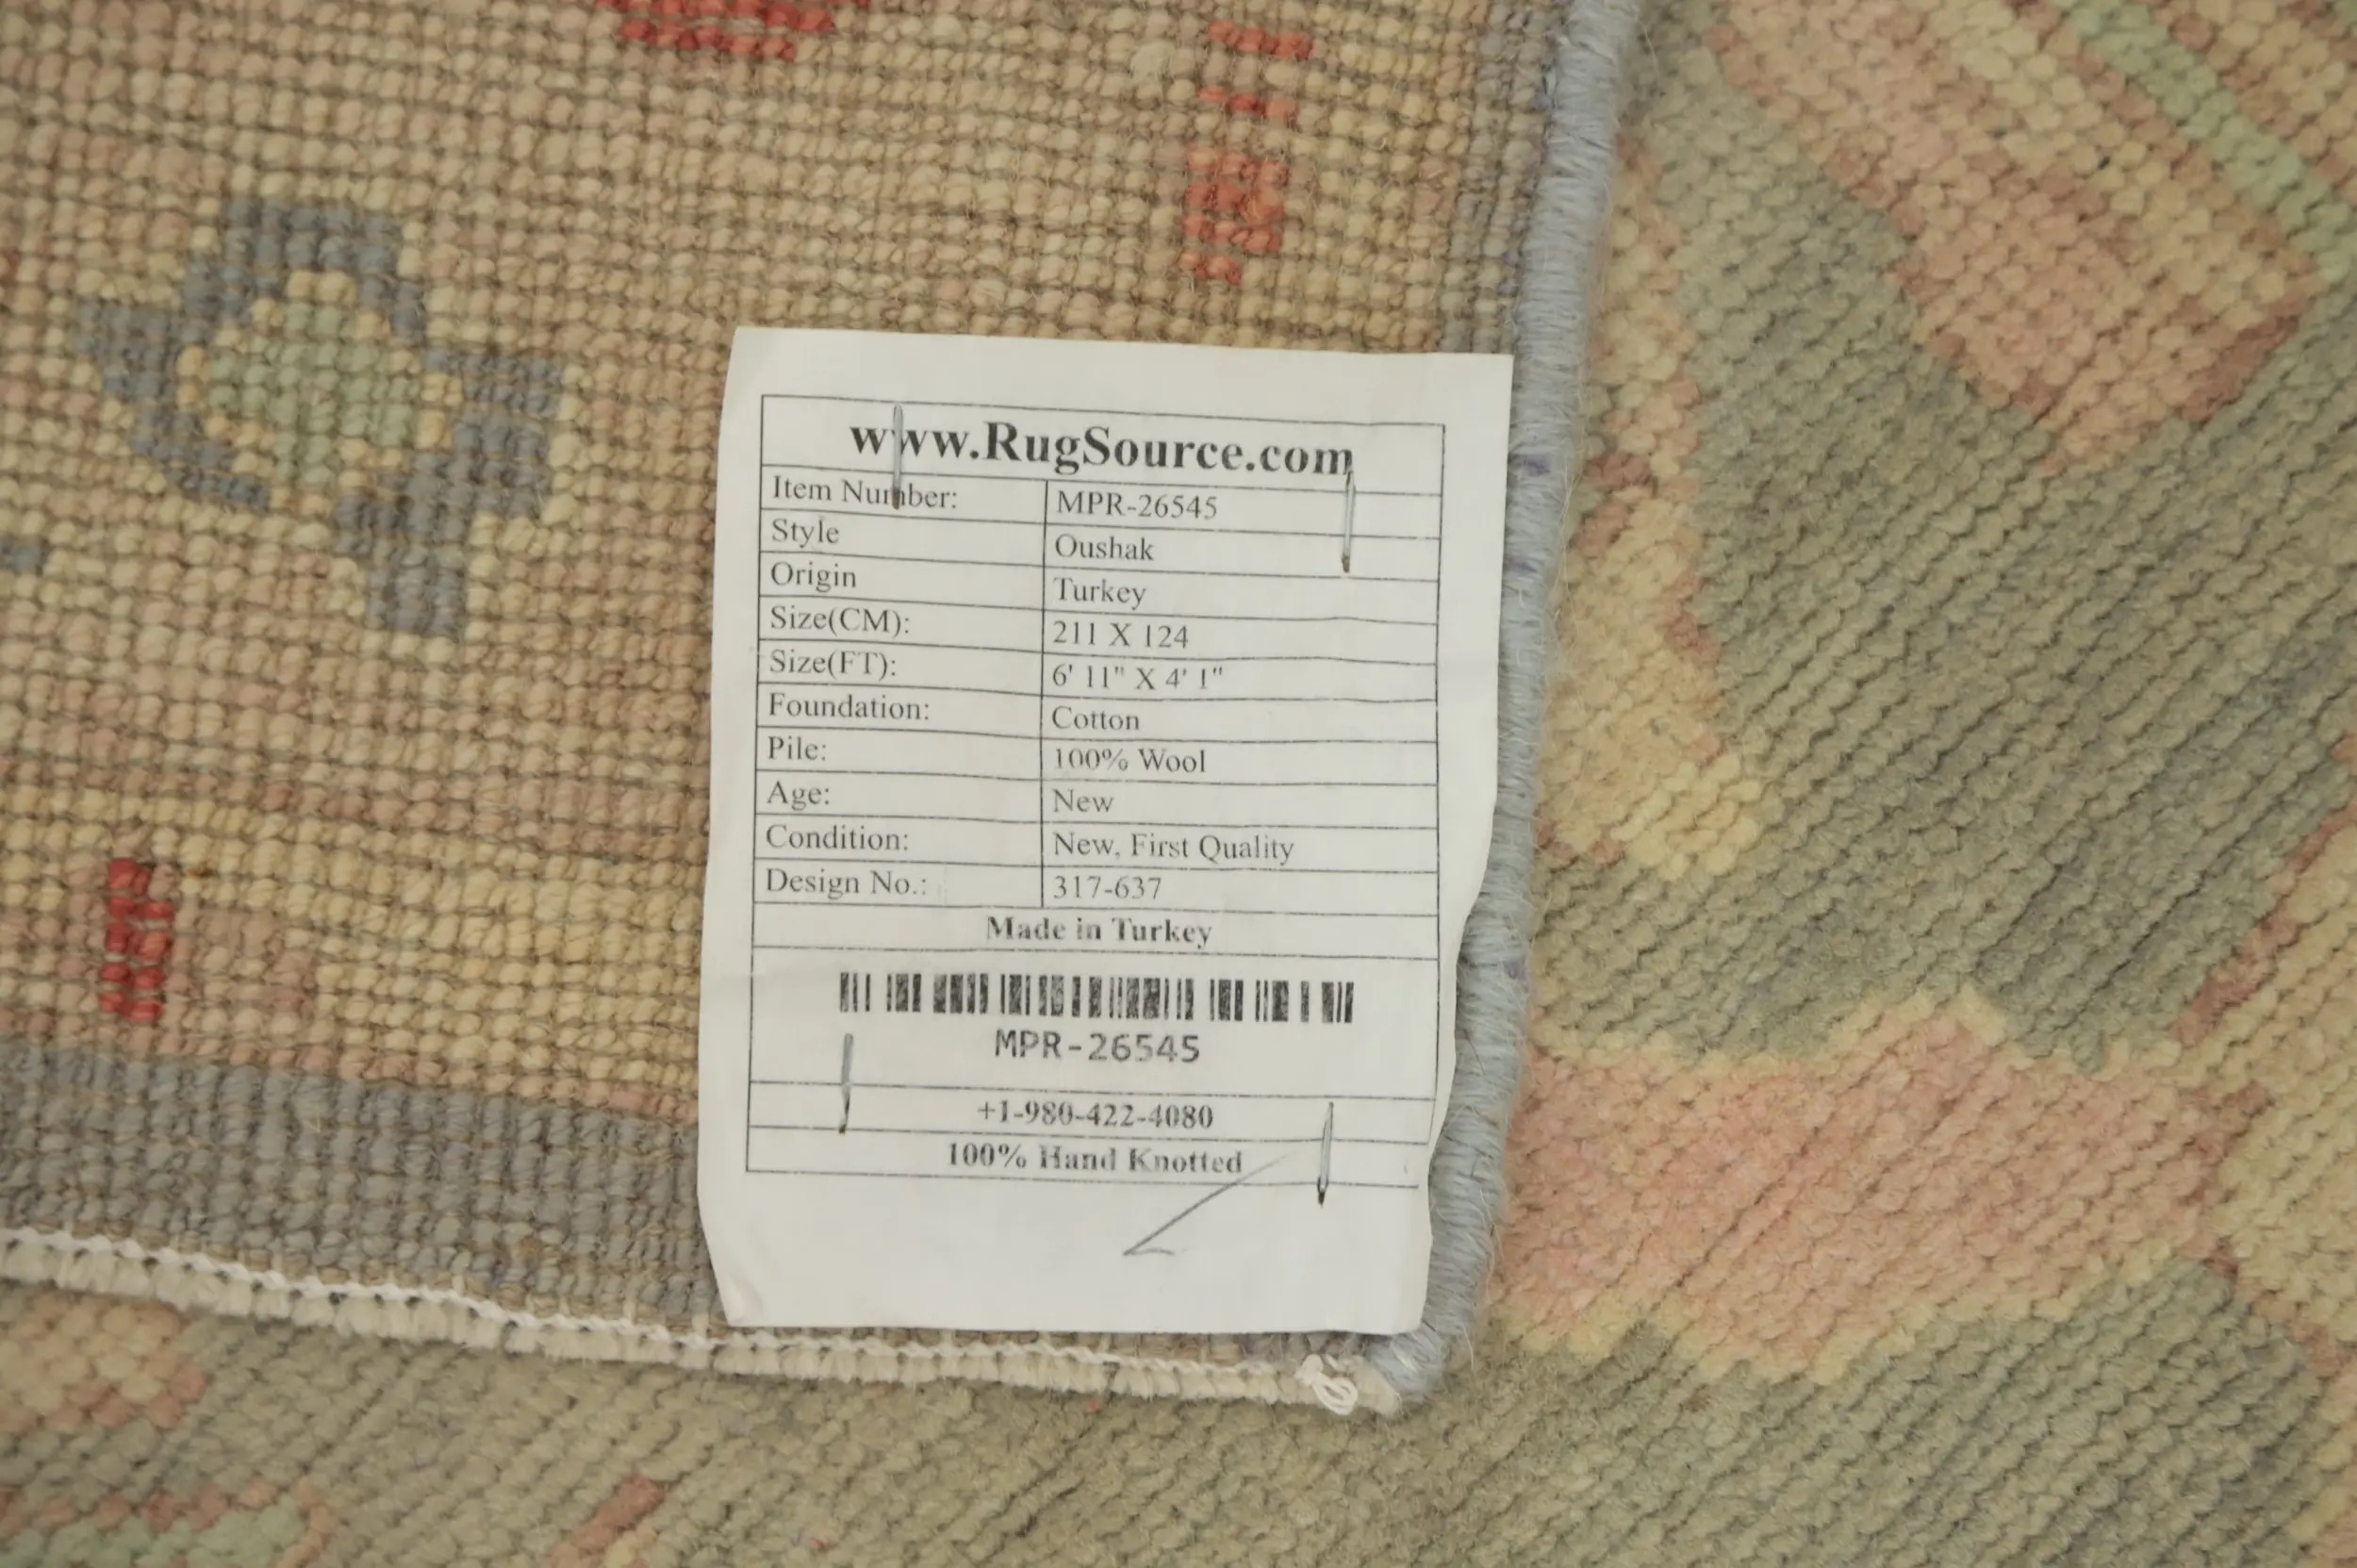 www.RugSource.com
Item Number: MPR-26545
Style Oushak
Origin Turkey
Size(CM): 211 X 124
Size(FT): 6' 11" X 4' 1"
Foundation: Cotton
Pile: 100% Wool
Age: New
Condition: New, First Quality
Design No.: 317-637
Made in Turkey
MPR-26545
+1-980-422-4080
100% Hand Knotted